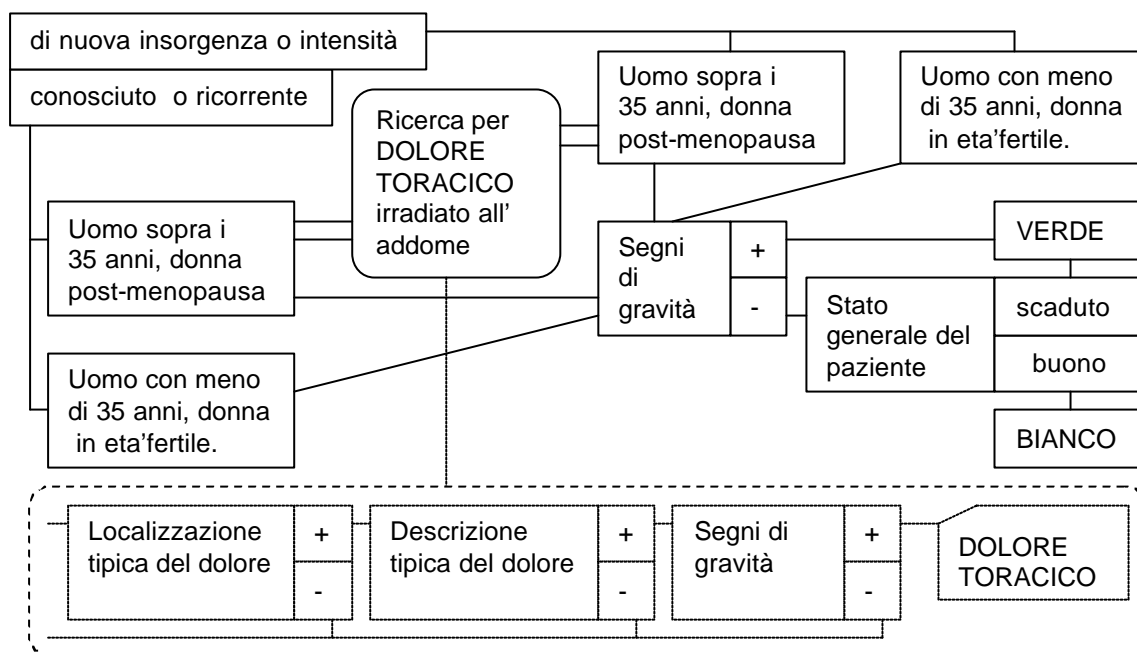 di nuova insorgenza o intensità
conosciuto o ricorrente
Ricerca per
DOLORE
TORACICO
irradiato all'
addome
Uomo sopra i
35 anni, donna
post-menopausa
Uomo con meno
di 35 anni, donna
in eta'fertile.
Uomo sopra i
35 anni, donna
post-menopausa
Segni
di
gravità
+
-
VERDE
Stato
generale del
paziente
scaduto
buono
BIANCO
Uomo con meno
di 35 anni, donna
in eta'fertile.
Localizzazione
tipica del dolore
+
-
Descrizione
tipica del dolore
+
-
Segni di
gravità
+
-
DOLORE
TORACICO